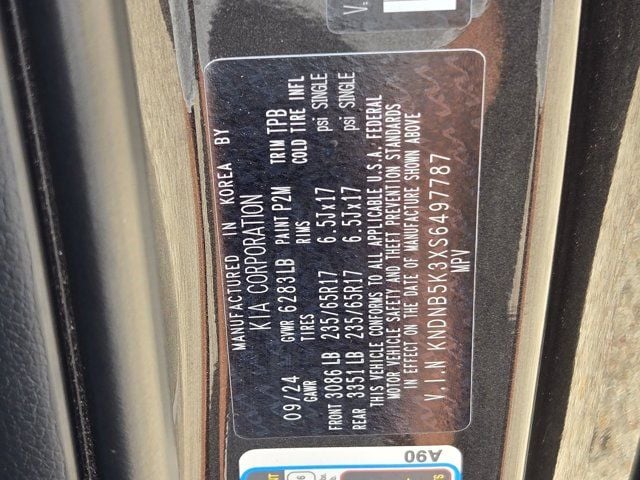 MANUFACTURED IN KOREA BY
KIA CORPORATION
09/24 GVWR 6283LB PAINT P2M TRIM TPB
GAWR TIRES RIMS COLD TIRE INFL
FRONT 3086 LB 235/65R17 6.5Jx17 psi SINGLE
REAR 3351 LB 235/65R17 6.5Jx17 psi SINGLE
THIS VEHICLE CONFORMS TO ALL APPLICABLE U.S.A. FEDERAL
MOTOR VEHICLE SAFETY AND THEFT PREVENTION STANDARDS
IN EFFECT ON THE DATE OF MANUFACTURE SHOWN ABOVE
V.I.N KNDNB5K3XS6497787
MPV
A90